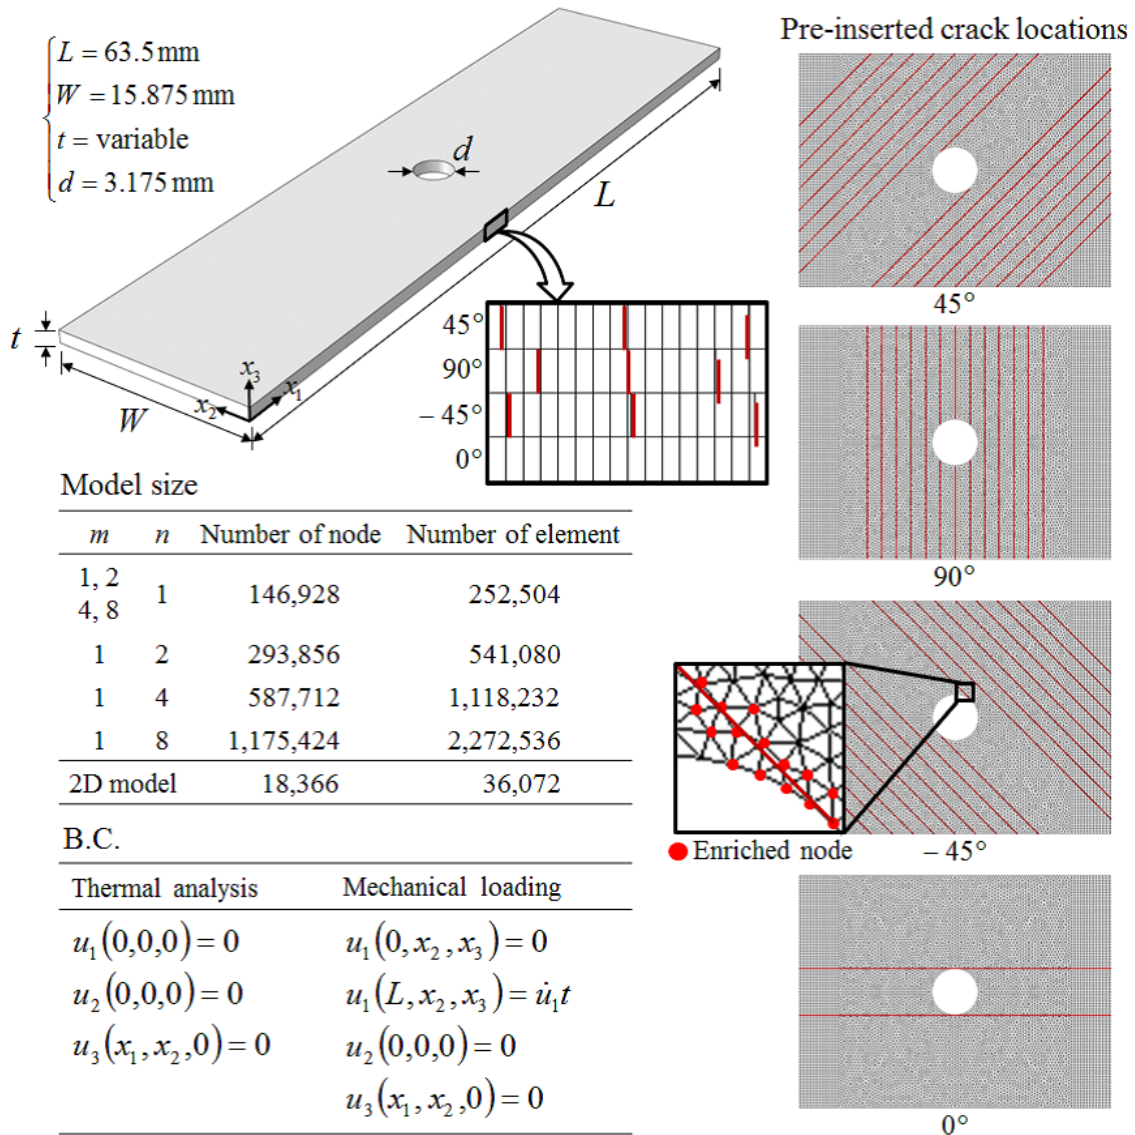 L = 63.5 mm
W = 15.875 mm
t = variable
d = 3.175 mm
d
L
t
W
x₃
x₁
x₂
45°
90°
– 45°
0°
Pre-inserted crack locations
45°
90°
– 45°
0°
Enriched node
Model size
m n Number of node Number of element
1, 2
4, 8 1 146,928 252,504
1 2 293,856 541,080
1 4 587,712 1,118,232
1 8 1,175,424 2,272,536
2D model 18,366 36,072
B.C.
Thermal analysis Mechanical loading
u₁(0,0,0)= 0 u₁(0, x₂, x₃)= 0
u₂(0,0,0)= 0 u₁(L, x₂, x₃)= u̇₁t
u₃(x₁, x₂,0)= 0 u₂(0,0,0)= 0
u₃(x₁, x₂,0)= 0